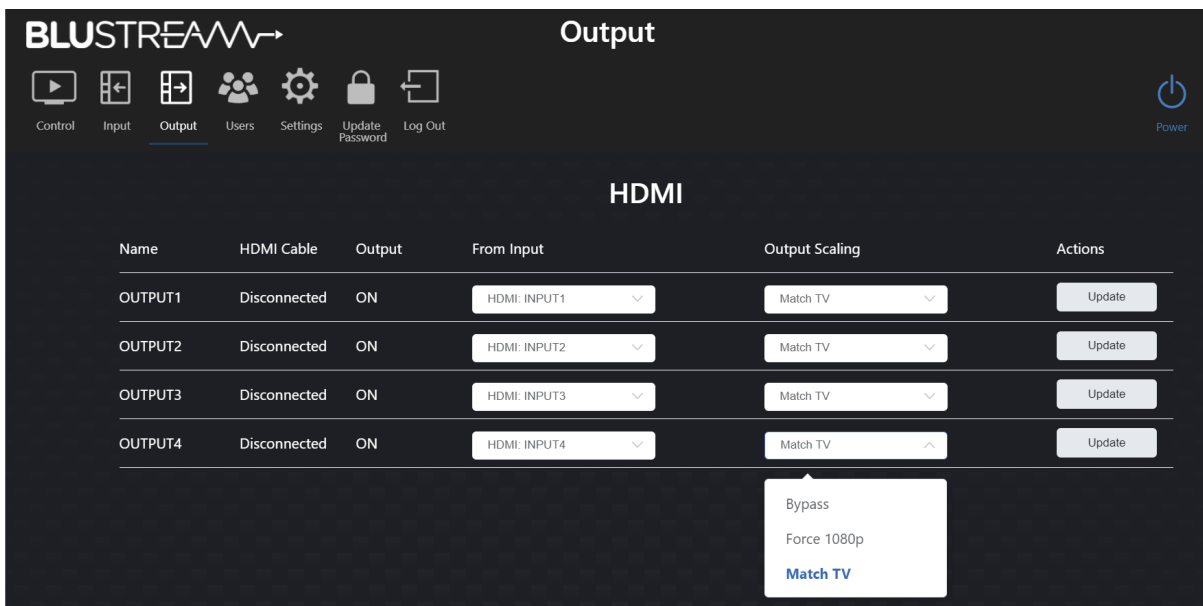 BLUSTREAM
Output
Control Input Output Users Settings Update Password Log Out
Power
HDMI
Name HDMI Cable Output From Input Output Scaling Actions
OUTPUT1 Disconnected ON HDMI: INPUT1 Match TV Update
OUTPUT2 Disconnected ON HDMI: INPUT2 Match TV Update
OUTPUT3 Disconnected ON HDMI: INPUT3 Match TV Update
OUTPUT4 Disconnected ON HDMI: INPUT4 Match TV Update
Bypass
Force 1080p
Match TV